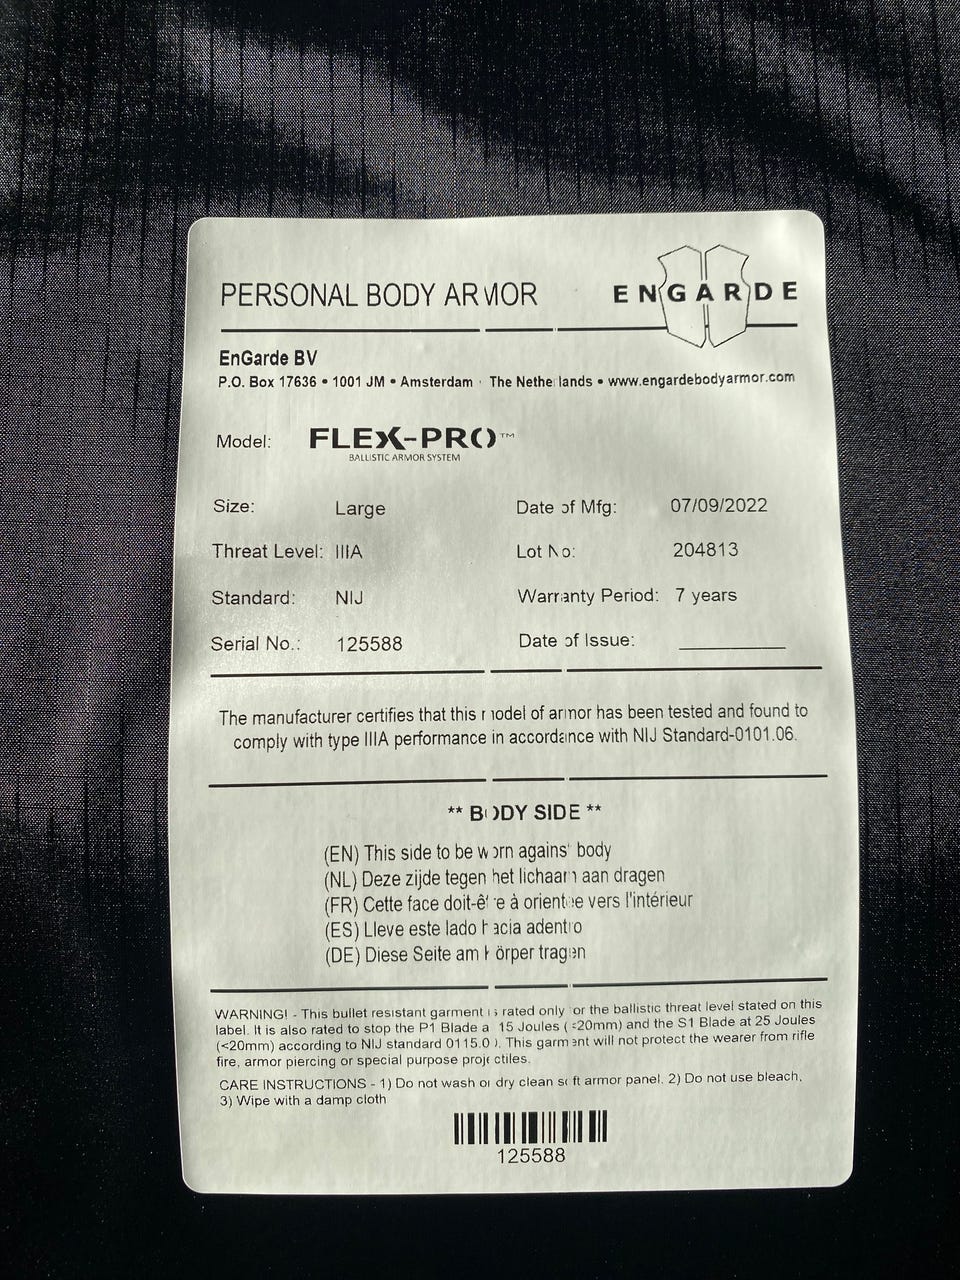 PERSONAL BODY ARMOR
ENGARDE
EnGarde BV
P.O. Box 17636 • 1001 JM • Amsterdam • The Netherlands • www.engardebodyarmor.com
Model: FLEX-PRO™
BALLISTIC ARMOR SYSTEM
Size: Large Date of Mfg: 07/09/2022
Threat Level: IIIA Lot No: 204813
Standard: NIJ Warranty Period: 7 years
Serial No.: 125588 Date of Issue:
The manufacturer certifies that this model of armor has been tested and found to
comply with type IIIA performance in accordance with NIJ Standard-0101.06.
** BODY SIDE **
(EN) This side to be worn against body
(NL) Deze zijde tegen het lichaam aan dragen
(FR) Cette face doit-être à orientee vers l'intérieur
(ES) Lleve este lado hacia adentro
(DE) Diese Seite am Körper tragen
WARNING! - This bullet resistant garment is rated only for the ballistic threat level stated on this
label. It is also rated to stop the P1 Blade at 15 Joules (<20mm) and the S1 Blade at 25 Joules
(<20mm) according to NIJ standard 0115.0). This garment will not protect the wearer from rifle
fire, armor piercing or special purpose projectiles.
CARE INSTRUCTIONS - 1) Do not wash or dry clean soft armor panel. 2) Do not use bleach.
3) Wipe with a damp cloth
125588